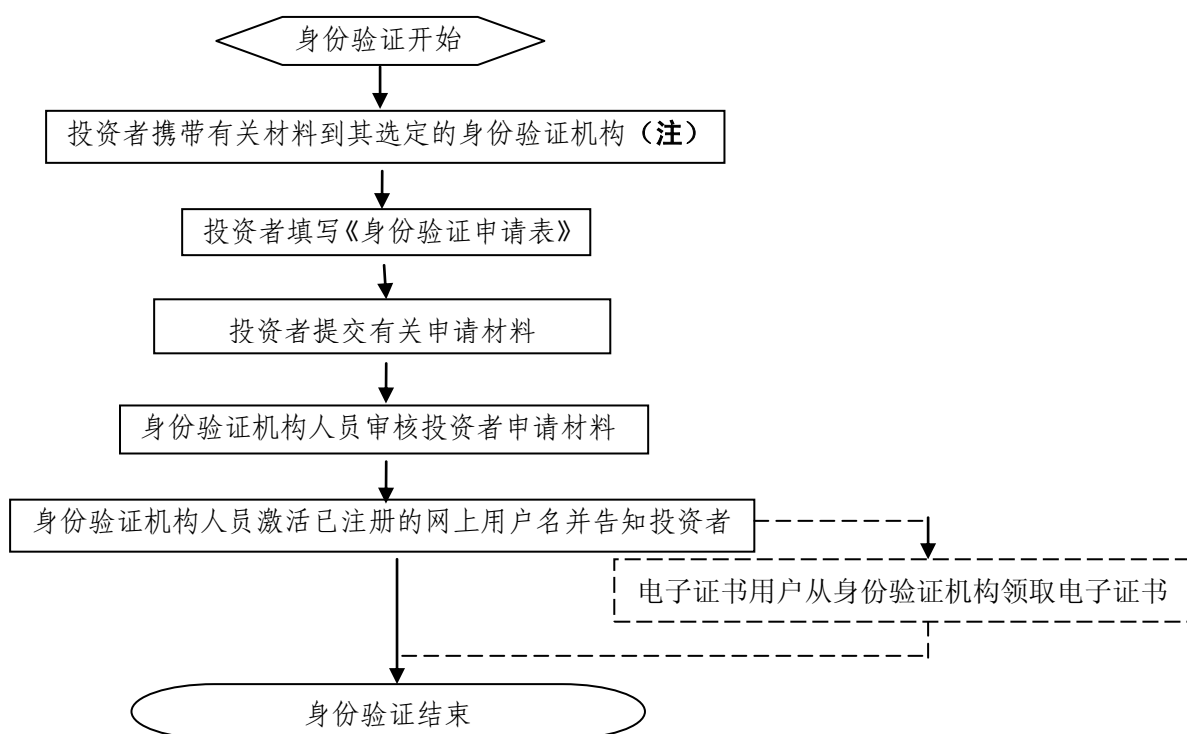 身份验证开始
投资者携带有关材料到其选定的身份验证机构（注）
投资者填写《身份验证申请表》
投资者提交有关申请材料
身份验证机构人员审核投资者申请材料
身份验证机构人员激活已注册的网上用户名并告知投资者
电子证书用户从身份验证机构领取电子证书
身份验证结束